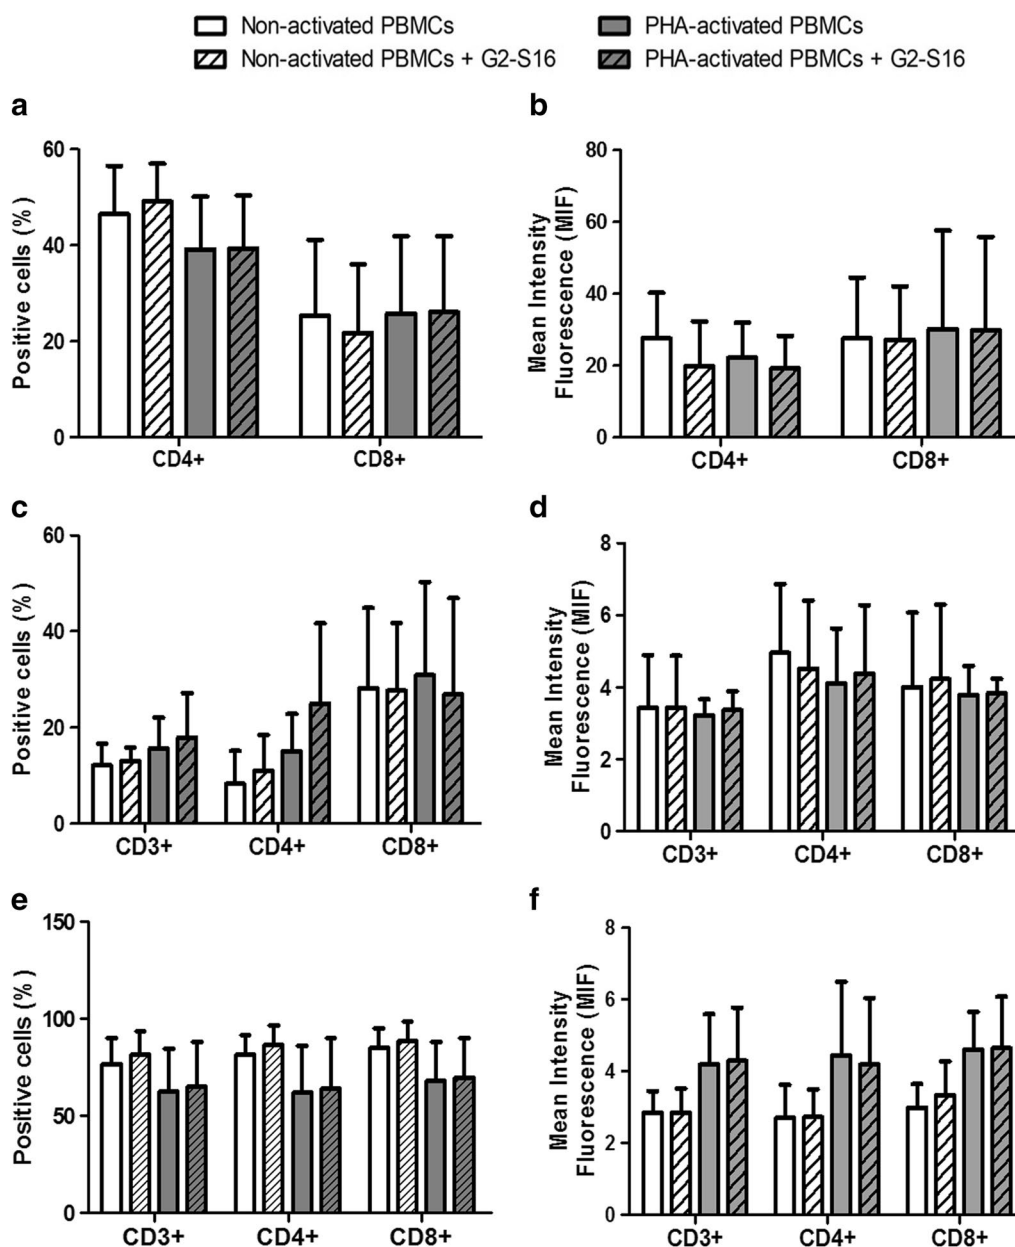 Non-activated PBMCs
PHA-activated PBMCs
Non-activated PBMCs + G2-S16
PHA-activated PBMCs + G2-S16
a
60
40
20
0
Positive cells (%)
CD4+
CD8+
b
80
60
40
20
0
Mean Intensity
Fluorescence (MIF)
CD4+
CD8+
c
60
40
20
0
Positive cells (%)
CD3+
CD4+
CD8+
d
8
6
4
2
0
Mean Intensity
Fluorescence (MIF)
CD3+
CD4+
CD8+
e
150
100
50
0
Positive cells (%)
CD3+
CD4+
CD8+
f
8
6
4
2
0
Mean Intensity
Fluorescence (MIF)
CD3+
CD4+
CD8+